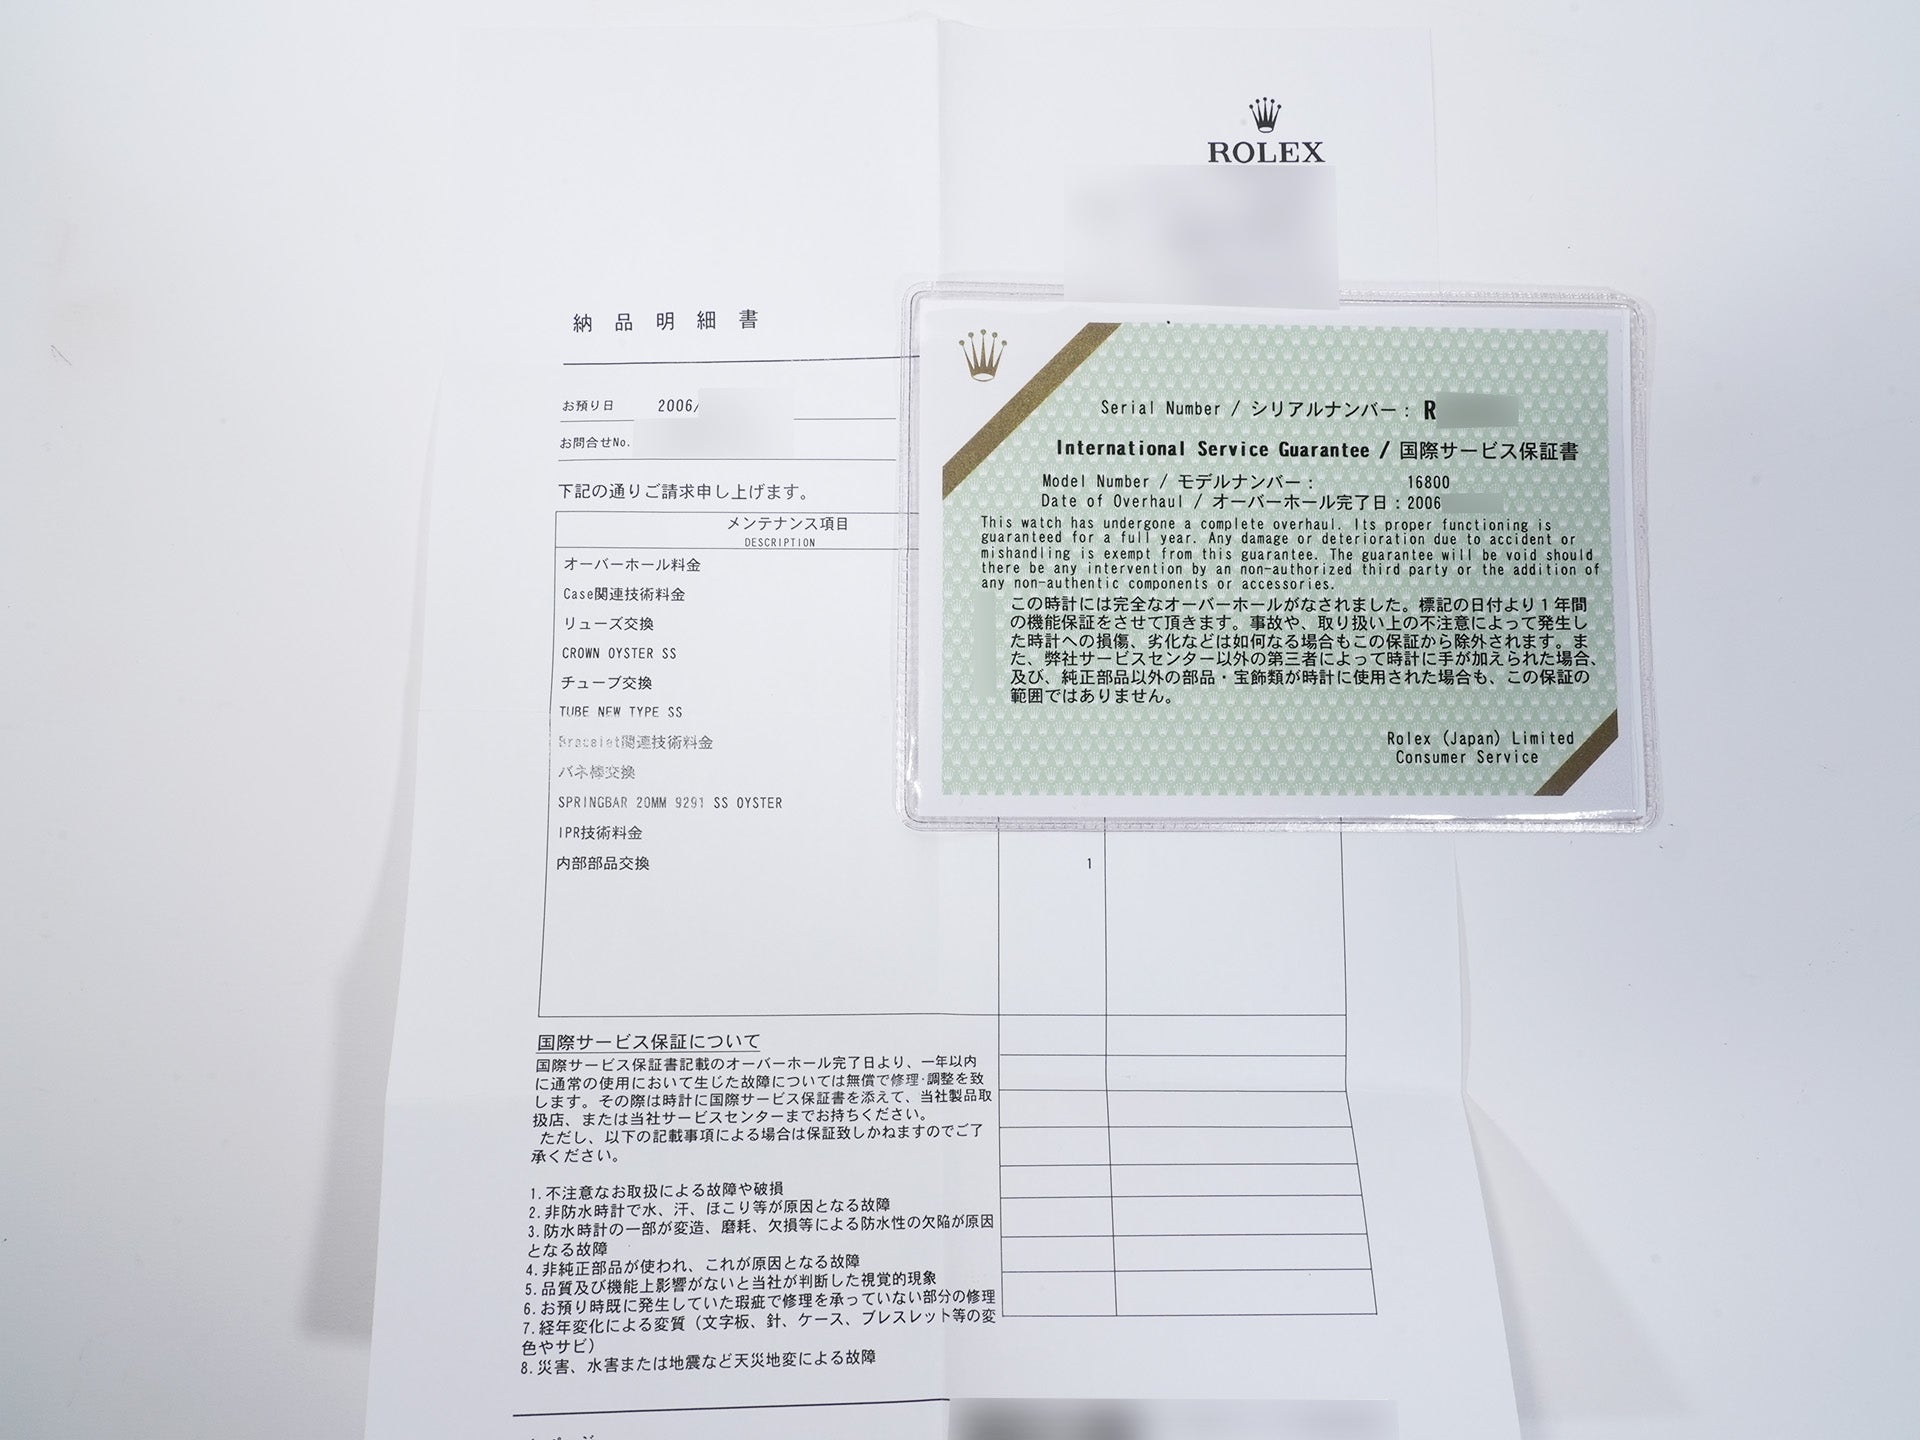 ROLEX
納品明細書
お預り日 2006/
お問合せNo.
下記の通りご請求申し上げます。
メンテナンス項目
DESCRIPTION
オーバーホール料金
Case関連技術料金
リューズ交換
CROWN OYSTER SS
チューブ交換
TUBE NEW TYPE SS
Bracelet関連技術料金
バネ棒交換
SPRINGBAR 20MM 9291 SS OYSTER
IPR技術料金
内部部品交換 1
Serial Number / シリアルナンバー : R
International Service Guarantee / 国際サービス保証書
Model Number / モデルナンバー : 16800
Date of Overhaul / オーバーホール完了日 : 2006
This watch has undergone a complete overhaul. Its proper functioning is
guaranteed for a full year. Any damage or deterioration due to accident or
mishandling is exempt from this guarantee. The guarantee will be void should
there be any intervention by an non-authorized third party or the addition of
any non-authentic components or accessories.
この時計には完全なオーバーホールがなされました。標記の日付より１年間
の機能保証をさせて頂きます。事故や、取り扱い上の不注意によって発生し
た時計への損傷、劣化などは如何なる場合もこの保証から除外されます。ま
た、弊社サービスセンター以外の第三者によって時計に手が加えられた場合、
及び、純正部品以外の部品・宝飾類が時計に使用された場合も、この保証の
範囲ではありません。
Rolex (Japan) Limited
Consumer Service
国際サービス保証について
国際サービス保証書記載のオーバーホール完了日より、一年以内
に通常の使用において生じた故障については無償で修理・調整を致
します。その際は時計に国際サービス保証書を添えて、当社製品取
扱店、または当社サービスセンターまでお持ちください。
ただし、以下の記載事項による場合は保証致しかねますのでご了
承ください。
1.不注意なお取扱による故障や破損
2.非防水時計で水、汗、ほこり等が原因となる故障
3.防水時計の一部が変造、磨耗、欠損等による防水性の欠陥が原因
となる故障
4.非純正部品が使われ、これが原因となる故障
5.品質及び機能上影響がないと当社が判断した視覚的現象
6.お預り時既に発生していた瑕疵で修理を承っていない部分の修理
7.経年変化による変質（文字板、針、ケース、ブレスレット等の変
色やサビ）
8.災害、水害または地震など天災地変による故障